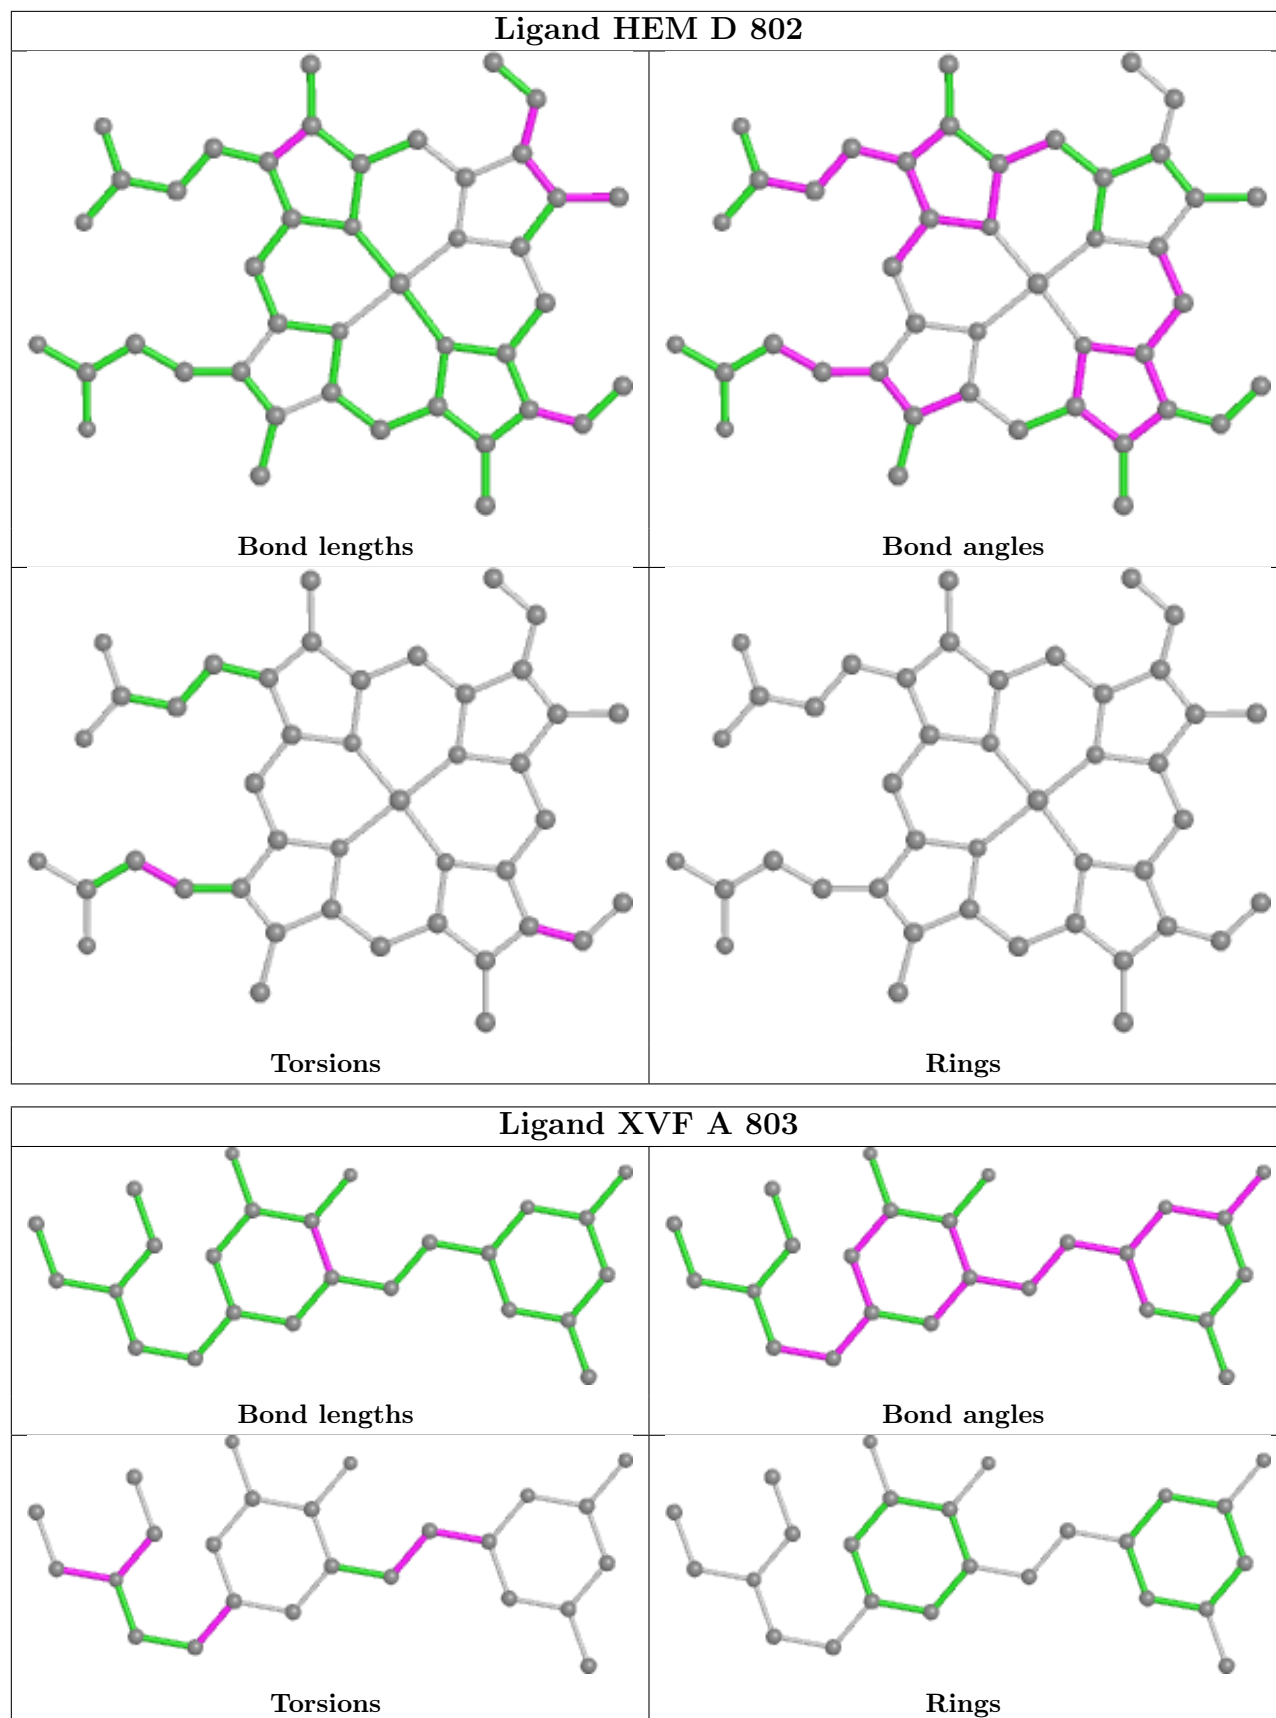 Ligand HEM D 802
Bond lengths
Bond angles
Torsions
Rings
Ligand XVF A 803
Bond lengths
Bond angles
Torsions
Rings